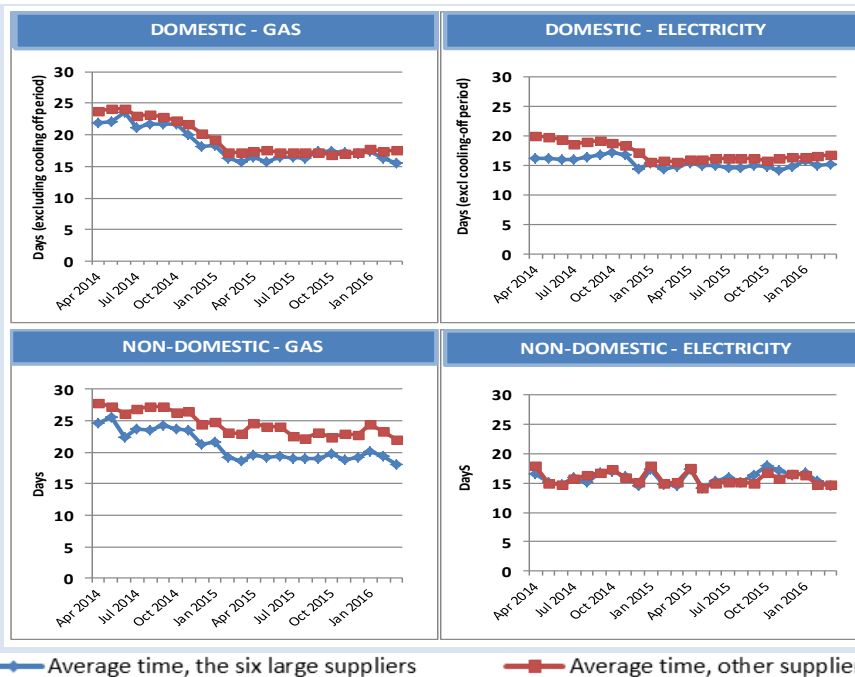 DOMESTIC - GAS
Days (excluding cooling off period)
30
25
20
15
10
5
0
Apr 2014
Jul 2014
Oct 2014
Jan 2015
Apr 2015
Jul 2015
Oct 2015
Jan 2016
DOMESTIC - ELECTRICITY
Days (excl cooling-off period)
30
25
20
15
10
5
0
Apr 2014
Jul 2014
Oct 2014
Jan 2015
Apr 2015
Jul 2015
Oct 2015
Jan 2016
NON-DOMESTIC - GAS
Days
30
25
20
15
10
5
0
Apr 2014
Jul 2014
Oct 2014
Jan 2015
Apr 2015
Jul 2015
Oct 2015
Jan 2016
NON-DOMESTIC - ELECTRICITY
DayS
30
25
20
15
10
5
0
Apr 2014
Jul 2014
Oct 2014
Jan 2015
Apr 2015
Jul 2015
Oct 2015
Jan 2016
Average time, the six large suppliers
Average time, other supplier